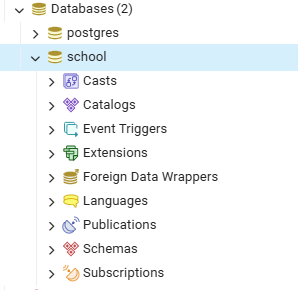 Databases (2)
postgres
school
Casts
Catalogs
Event Triggers
Extensions
Foreign Data Wrappers
Languages
Publications
Schemas
Subscriptions